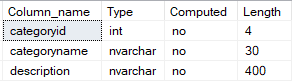 Column_name Type Computed Length
categoryid int no 4
categoryname nvarchar no 30
description nvarchar no 400